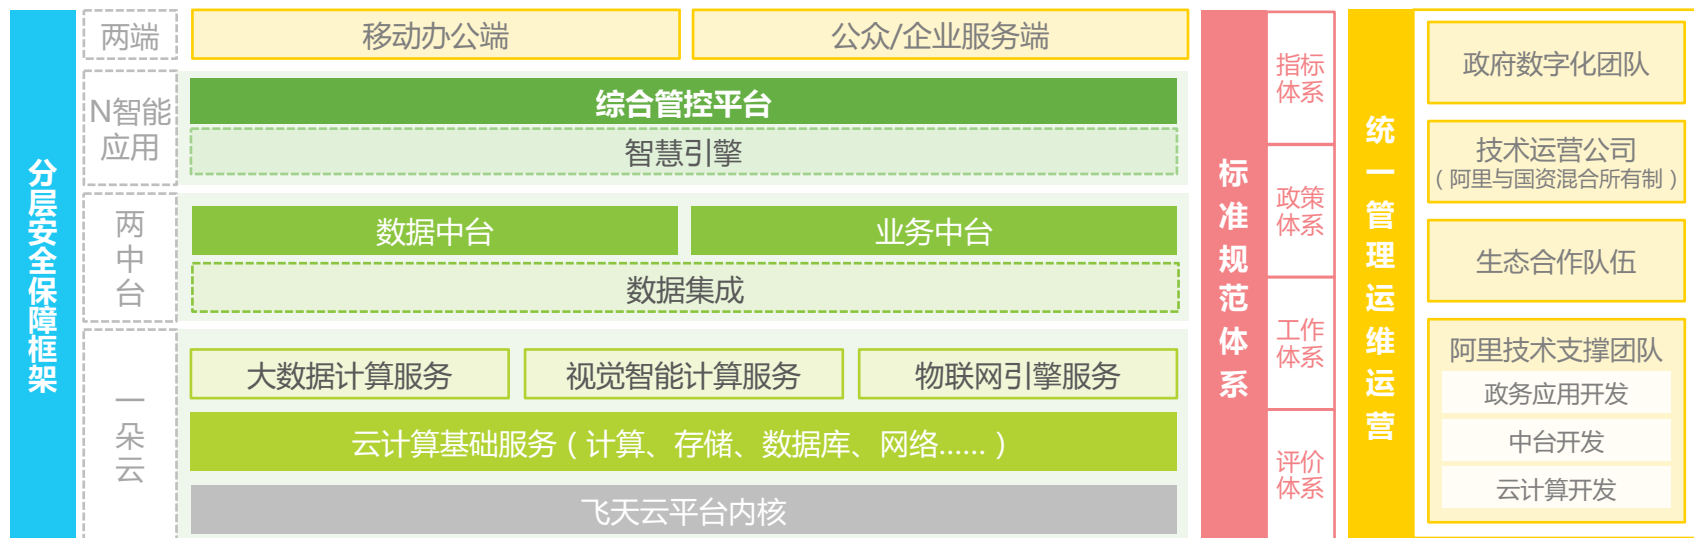 分层安全保障框架
两端
移动办公端
公众/企业服务端
N智能
应用
综合管控平台
智慧引擎
两
中
台
数据中台
业务中台
数据集成
一
朵
云
大数据计算服务
视觉智能计算服务
物联网引擎服务
云计算基础服务（计算、存储、数据库、网络......）
飞天云平台内核
标准规范体系
指标
体系
政策
体系
工作
体系
评价
体系
统一管理运维运营
政府数字化团队
技术运营公司
（阿里与国资混合所有制）
生态合作队伍
阿里技术支撑团队
政务应用开发
中台开发
云计算开发